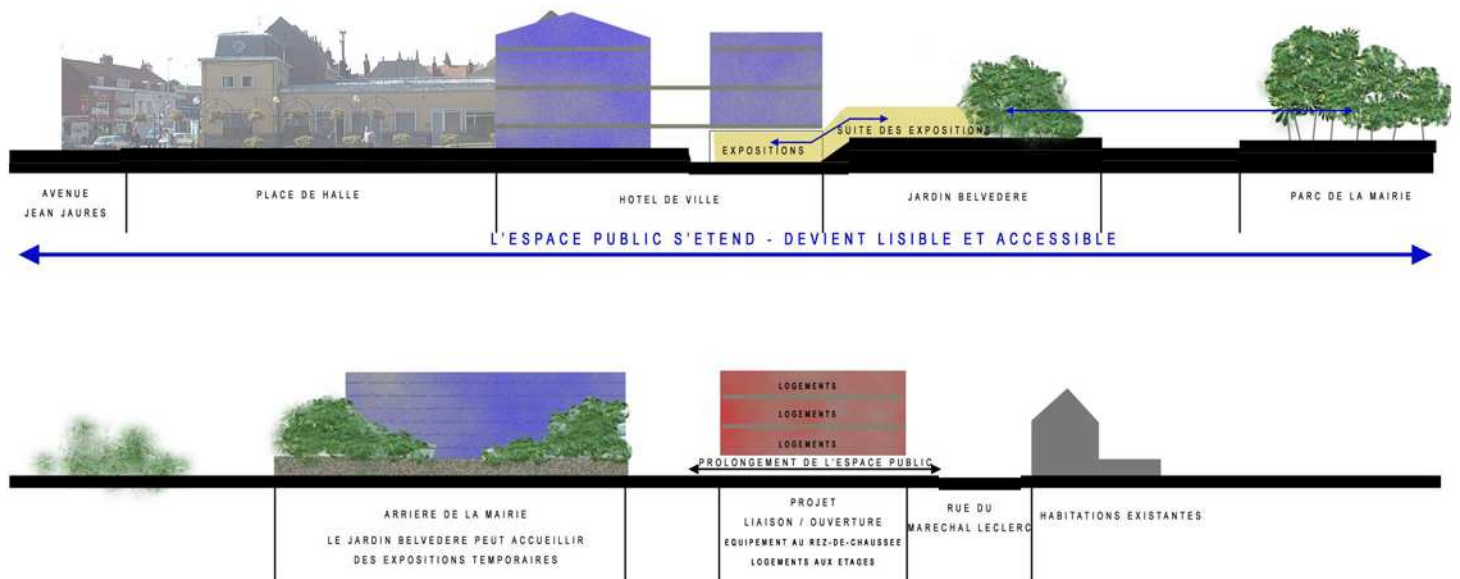 SUITE DES EXPOSITIONS
EXPOSITIONS
AVENUE
JEAN JAURES
PLACE DE HALLE
HOTEL DE VILLE
JARDIN BELVEDERE
PARC DE LA MAIRIE
L'ESPACE PUBLIC S'ETEND - DEVIENT LISIBLE ET ACCESSIBLE
LOGEMENTS
LOGEMENTS
LOGEMENTS
PROLONGEMENT DE L'ESPACE PUBLIC
ARRIERE DE LA MAIRIE
LE JARDIN BELVEDERE PEUT ACCUEILLIR
DES EXPOSITIONS TEMPORAIRES
PROJET
LIAISON / OUVERTURE
EQUIPEMENT AU REZ-DE-CHAUSSEE
LOGEMENTS AUX ETAGES
RUE DU
MARECHAL LECLERC
HABITATIONS EXISTANTES